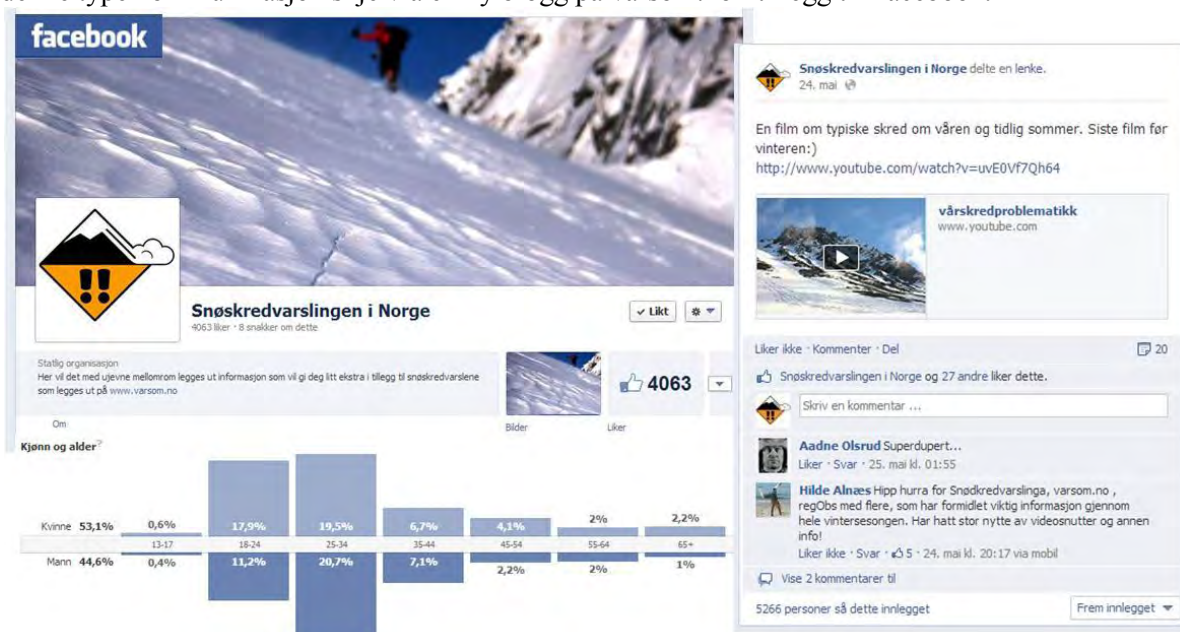 facebook
Snøskredvarslingen i Norge
4063 liker · 8 snakker om dette
Likt
Statlig organisasjon
Her vil det med ujevne mellomrom legges ut informasjon som vil gi deg litt ekstra i tillegg til snøskredvarslene
som legges ut på www.varsom.no
Om
4063
Bilder
Liker
Kjønn og alder?
Kvinne 53,1% 0,6% 17,9% 19,5% 6,7% 4,1% 2% 2,2%
13-17 18-24 25-34 35-44 45-54 55-64 65+
Mann 44,6% 0,4% 11,2% 20,7% 7,1% 2,2% 2% 1%
Snøskredvarslingen i Norge delte en lenke.
24. mai
En film om typiske skred om våren og tidlig sommer. Siste film før
vinteren:)
http://www.youtube.com/watch?v=uvE0Vf7Qh64
vårskredproblematikk
www.youtube.com
Liker ikke · Kommenter · Del 20
Snøskredvarslingen i Norge og 27 andre liker dette.
Skriv en kommentar ...
Aadne Olsrud Superdupert...
Liker · Svar · 25. mai kl. 01:55
Hilde Alnæs Hipp hurra for Snødkredvarslinga, varsom.no ,
regObs med flere, som har formidlet viktig informasjon gjennom
hele vintersesongen. Har hatt stor nytte av videosnutter og annen
info!
Liker ikke · Svar · 5 · 24. mai kl. 20:17 via mobil
Vise 2 kommentarer til
5266 personer så dette innlegget
Frem innlegget